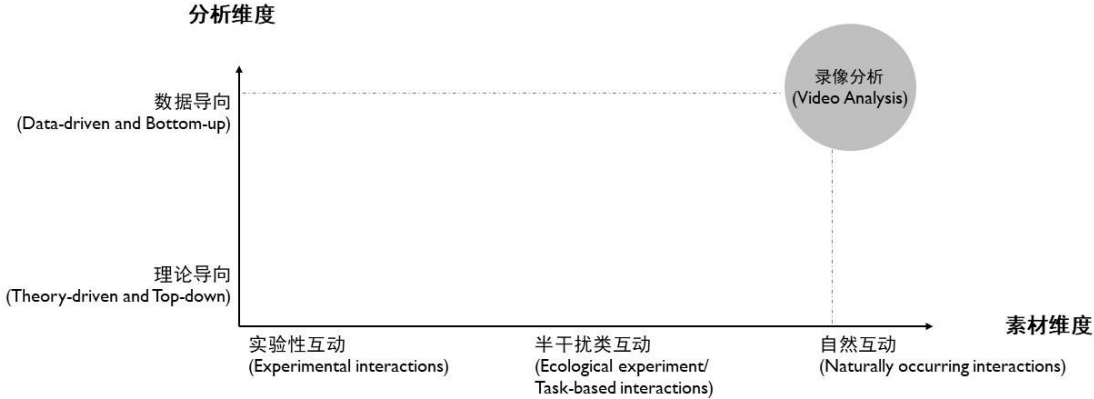 分析维度
录像分析
(Video Analysis)
数据导向
(Data-driven and Bottom-up)
理论导向
(Theory-driven and Top-down)
素材维度
实验性互动
(Experimental interactions)
半干扰类互动
(Ecological experiment/
Task-based interactions)
自然互动
(Naturally occurring interactions)